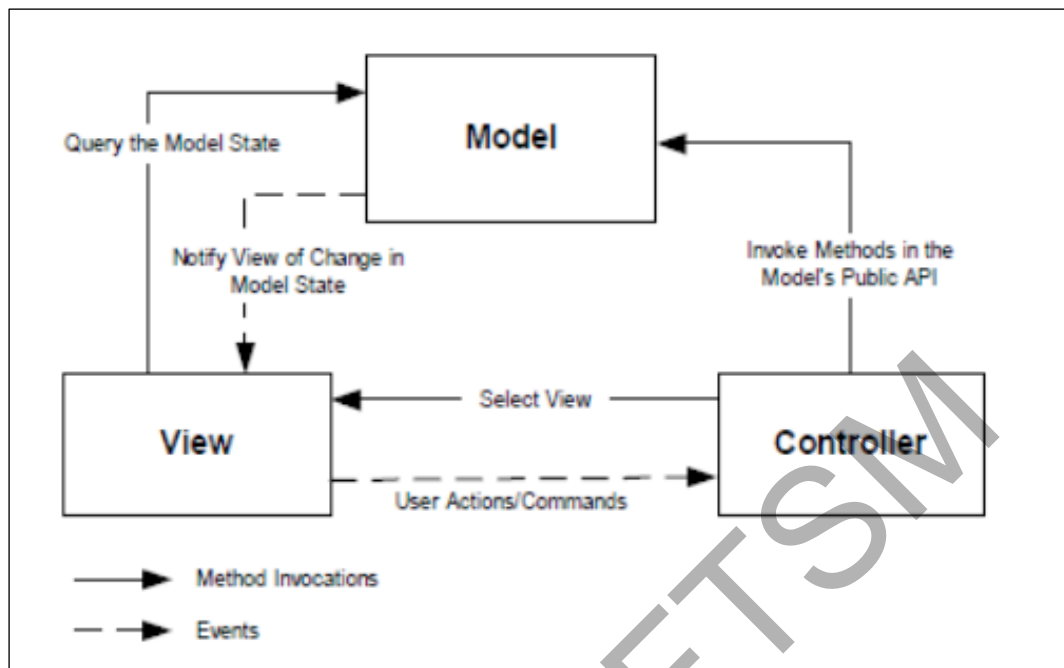 Model
Query the Model State
Notify View of Change in
Model State
Invoke Methods in the
Model's Public API
View
Select View
Controller
User Actions/Commands
Method Invocations
Events
FTSM